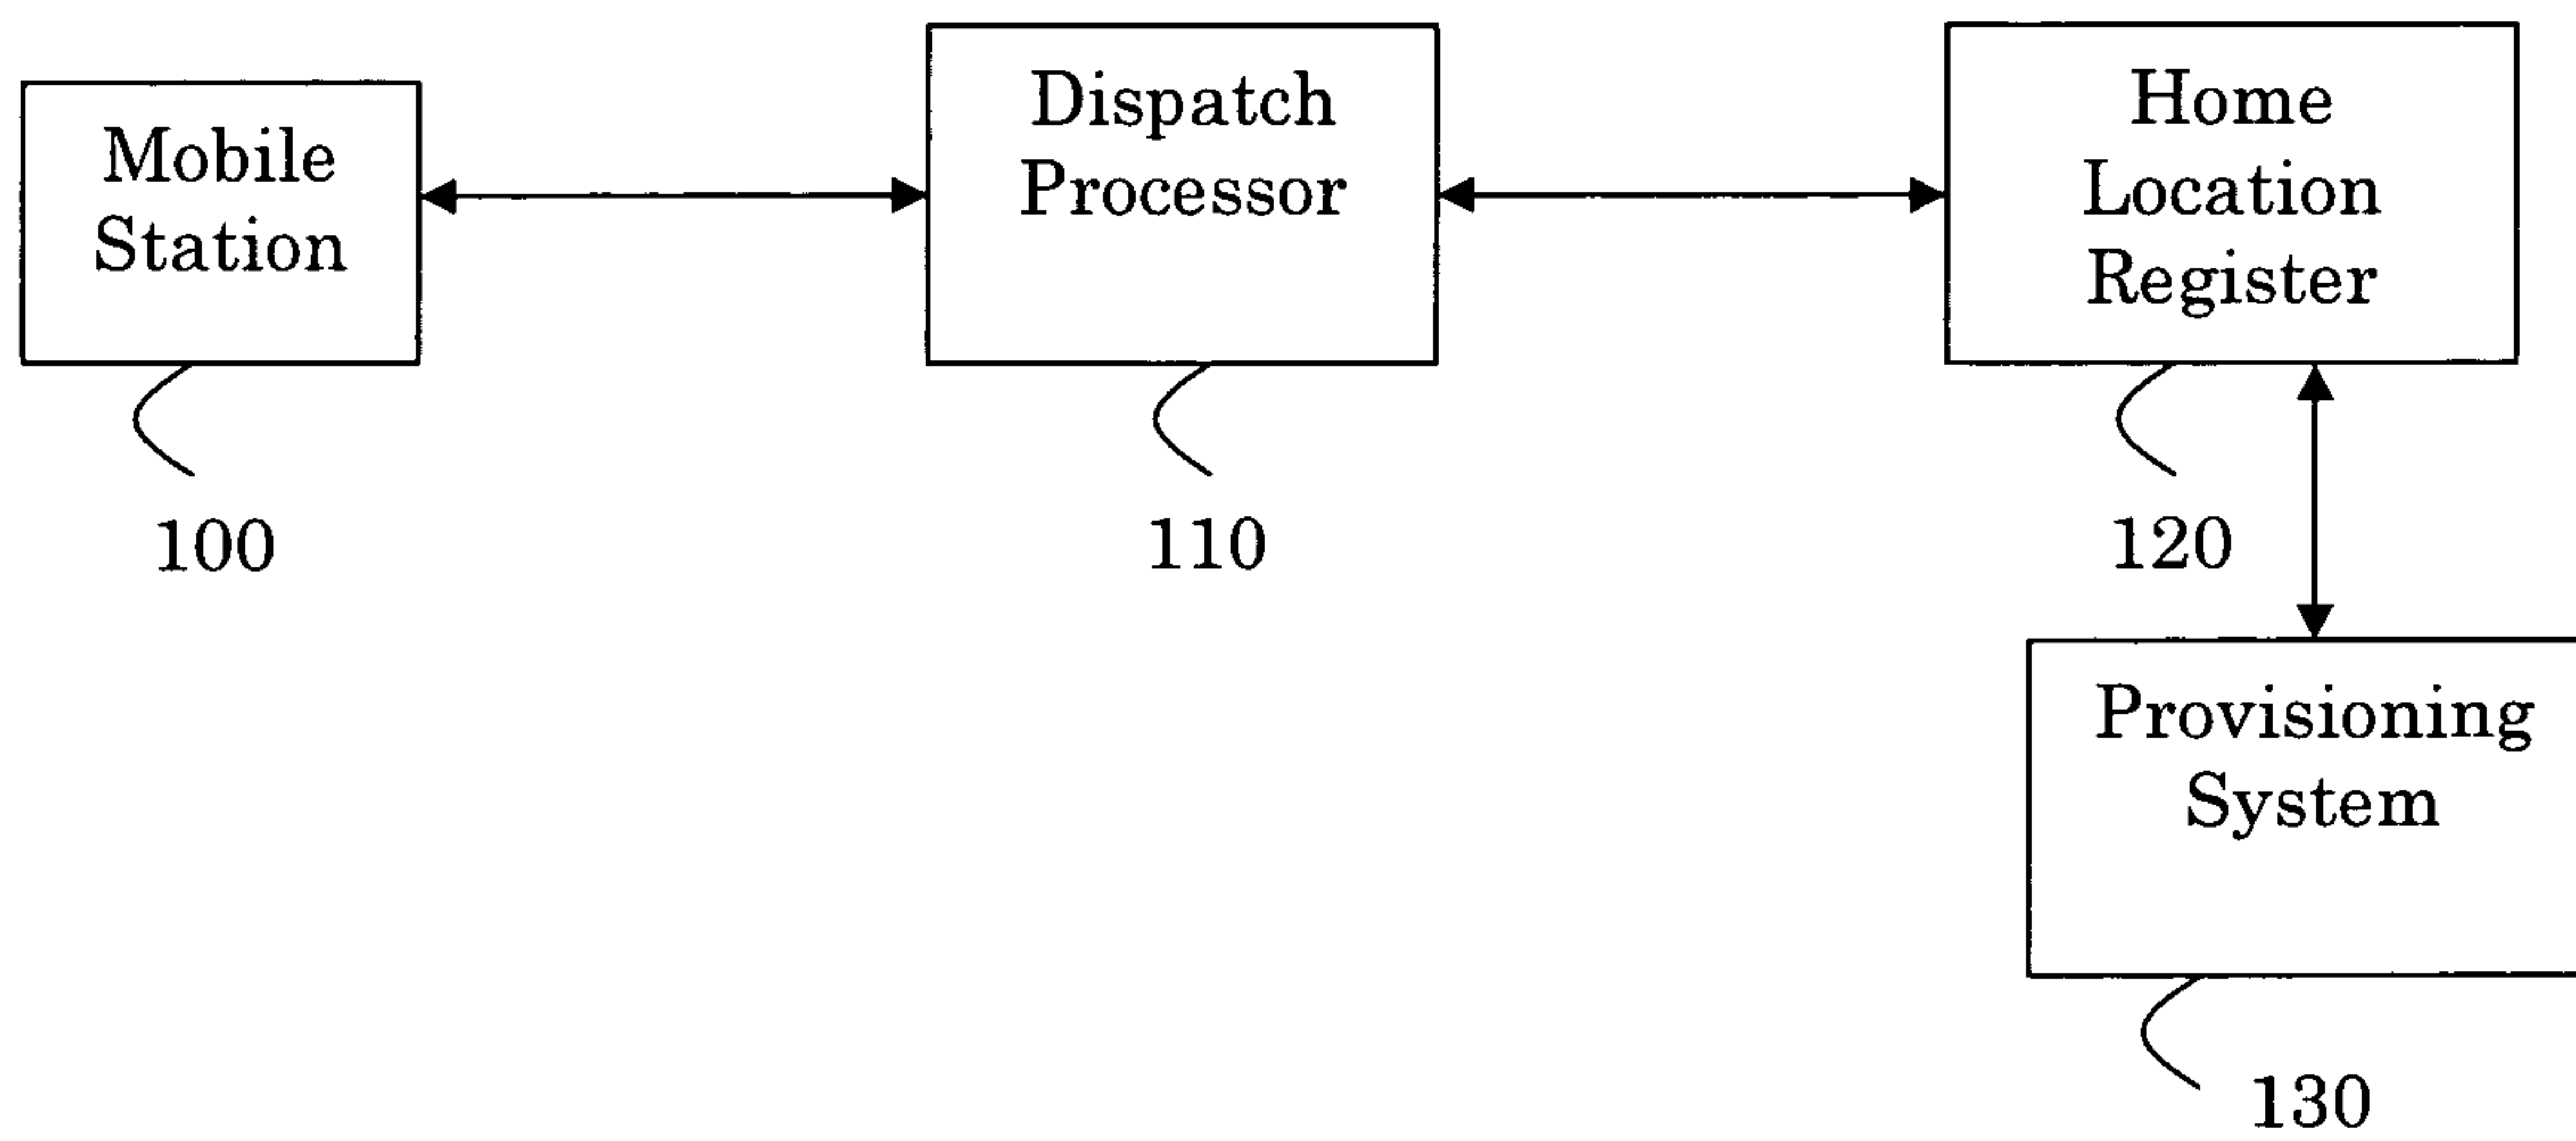 Mobile
Station
Dispatch
Processor
Home
Location
Register
100
110
120
Provisioning
System
130